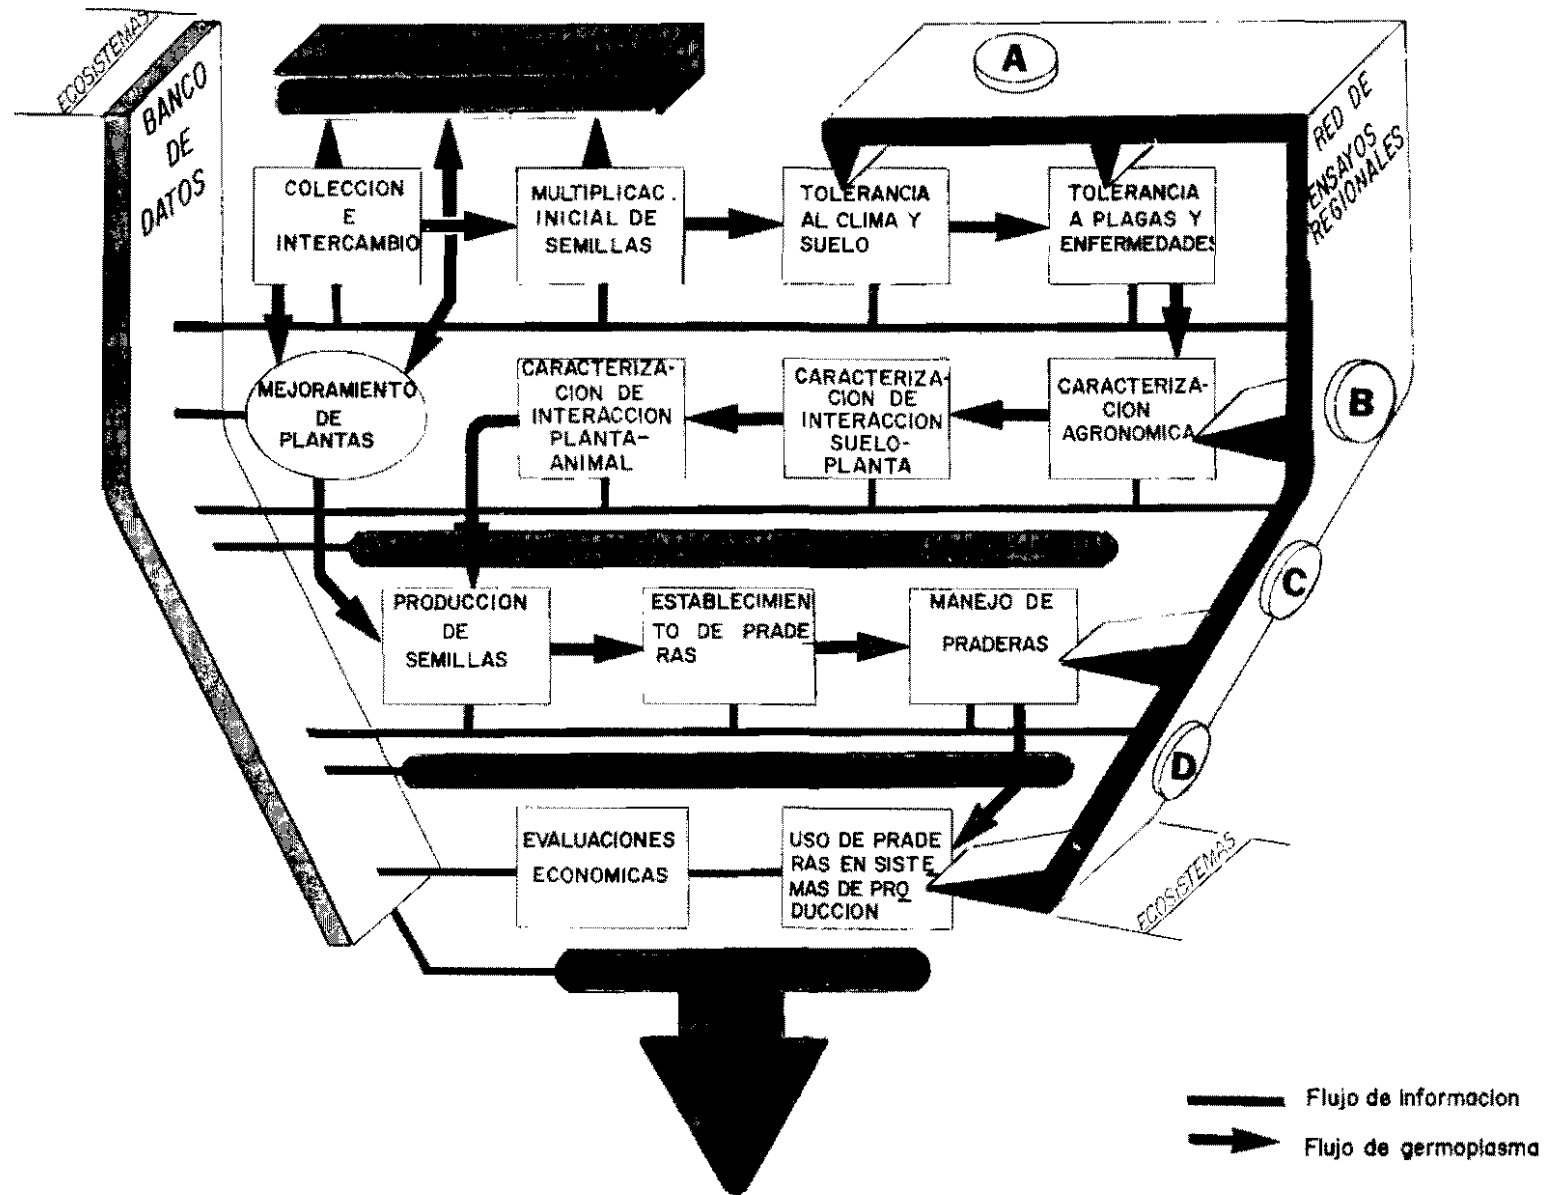 ECOSISTEMAS
BANCO
DE
DATOS
A
RED DE
ENSAYOS
REGIONALES
COLECCION
E
INTERCAMBIO
MULTIPLICAC.
INICIAL DE
SEMILLAS
TOLERANCIA
AL CLIMA Y
SUELO
TOLERANCIA
A PLAGAS Y
ENFERMEDADES
MEJORAMIENTO
DE
PLANTAS
CARACTERIZA-
CION DE
INTERACCION
PLANTA-
ANIMAL
CARACTERIZA-
CION DE
INTERACCION
SUELO-
PLANTA
CARACTERIZA-
CION
AGRONOMICA
B
C
PRODUCCION
DE
SEMILLAS
ESTABLECIMIEN
TO DE PRADE
RAS
MANEJO DE
PRADERAS
D
EVALUACIONES
ECONOMICAS
USO DE PRADE
RAS EN SISTE
MAS DE PRO
DUCCION
ECOSISTEMAS
Flujo de informacion
Flujo de germoplasma